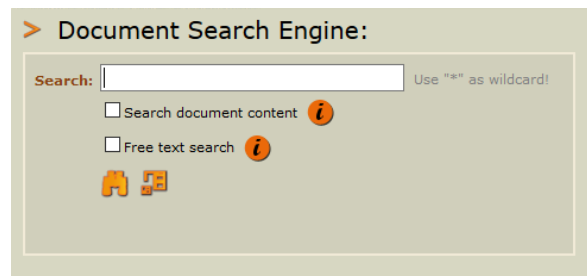 > Document Search Engine:
Search: Use "*" as wildcard!
Search document content i
Free text search i